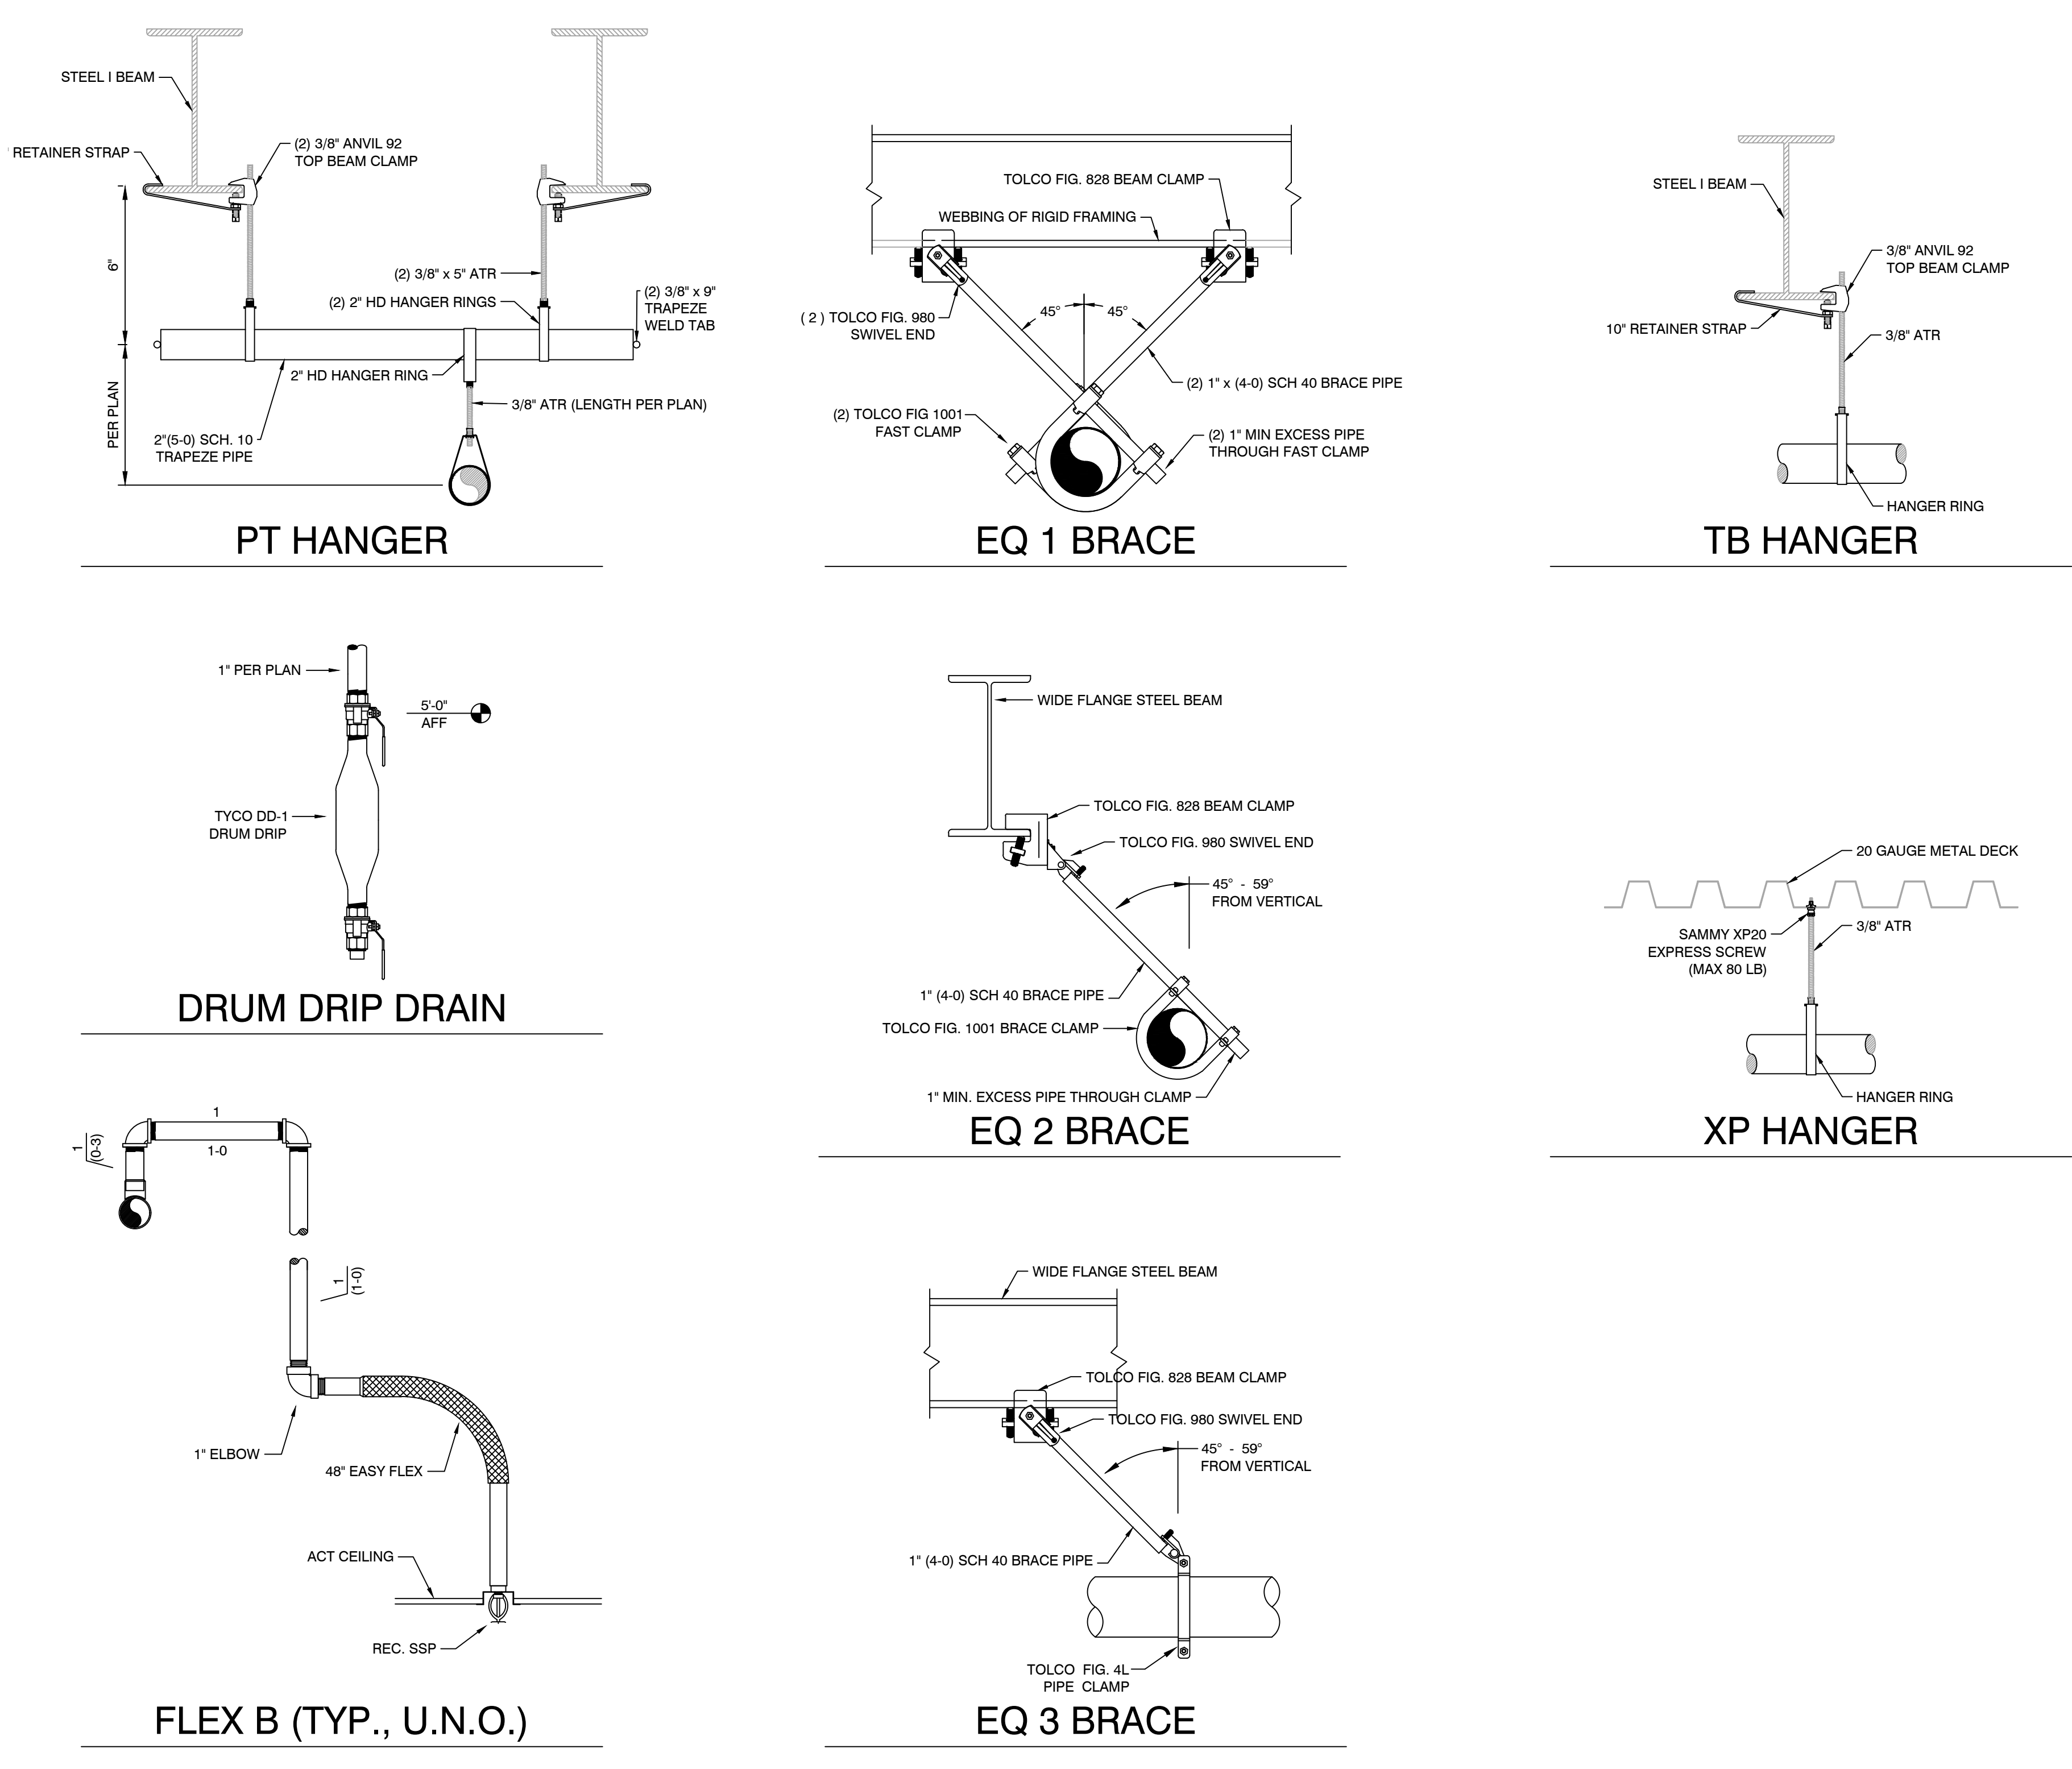 STEEL I BEAM
RETAINER STRAP
(2) 3/8" ANVIL 92
TOP BEAM CLAMP
6"
(2) 3/8" x 5" ATR
(2) 2" HD HANGER RINGS
(2) 3/8" x 9"
TRAPEZE
WELD TAB
2" HD HANGER RING
PER PLAN
3/8" ATR (LENGTH PER PLAN)
2"(5-0) SCH. 10
TRAPEZE PIPE
PT HANGER
TOLCO FIG. 828 BEAM CLAMP
WEBBING OF RIGID FRAMING
45°
45°
( 2 ) TOLCO FIG. 980
SWIVEL END
(2) 1" x (4-0) SCH 40 BRACE PIPE
(2) TOLCO FIG 1001
FAST CLAMP
(2) 1" MIN EXCESS PIPE
THROUGH FAST CLAMP
EQ 1 BRACE
STEEL I BEAM
3/8" ANVIL 92
TOP BEAM CLAMP
10" RETAINER STRAP
3/8" ATR
HANGER RING
TB HANGER
1" PER PLAN
5'-0"
AFF
TYCO DD-1
DRUM DRIP
DRUM DRIP DRAIN
WIDE FLANGE STEEL BEAM
TOLCO FIG. 828 BEAM CLAMP
TOLCO FIG. 980 SWIVEL END
45° - 59°
FROM VERTICAL
1" (4-0) SCH 40 BRACE PIPE
TOLCO FIG. 1001 BRACE CLAMP
1" MIN. EXCESS PIPE THROUGH CLAMP
EQ 2 BRACE
20 GAUGE METAL DECK
SAMMY XP20
EXPRESS SCREW
(MAX 80 LB)
3/8" ATR
HANGER RING
XP HANGER
1
1-0
1
(0-3)
1
(1-0)
1" ELBOW
48" EASY FLEX
ACT CEILING
REC. SSP
FLEX B (TYP., U.N.O.)
WIDE FLANGE STEEL BEAM
TOLCO FIG. 828 BEAM CLAMP
TOLCO FIG. 980 SWIVEL END
45° - 59°
FROM VERTICAL
1" (4-0) SCH 40 BRACE PIPE
TOLCO FIG. 4L
PIPE CLAMP
EQ 3 BRACE